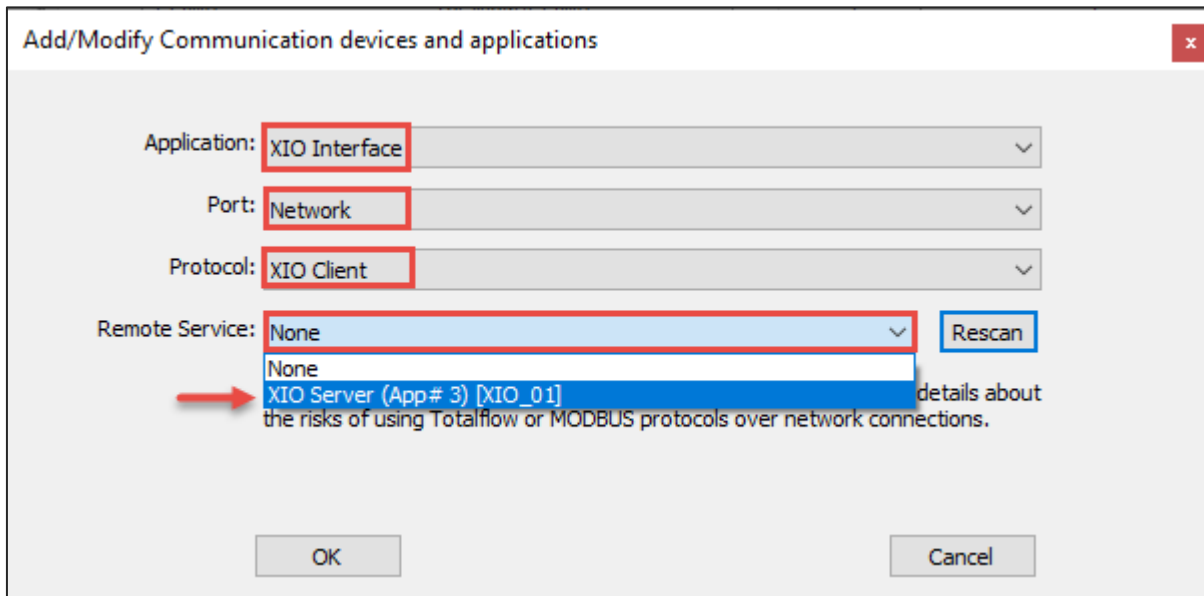 Add/Modify Communication devices and applications
x
Application: XIO Interface
Port: Network
Protocol: XIO Client
Remote Service: None Rescan
None
XIO Server (App# 3) [XIO_01] details about
the risks of using Totalflow or MODBUS protocols over network connections.
OK Cancel